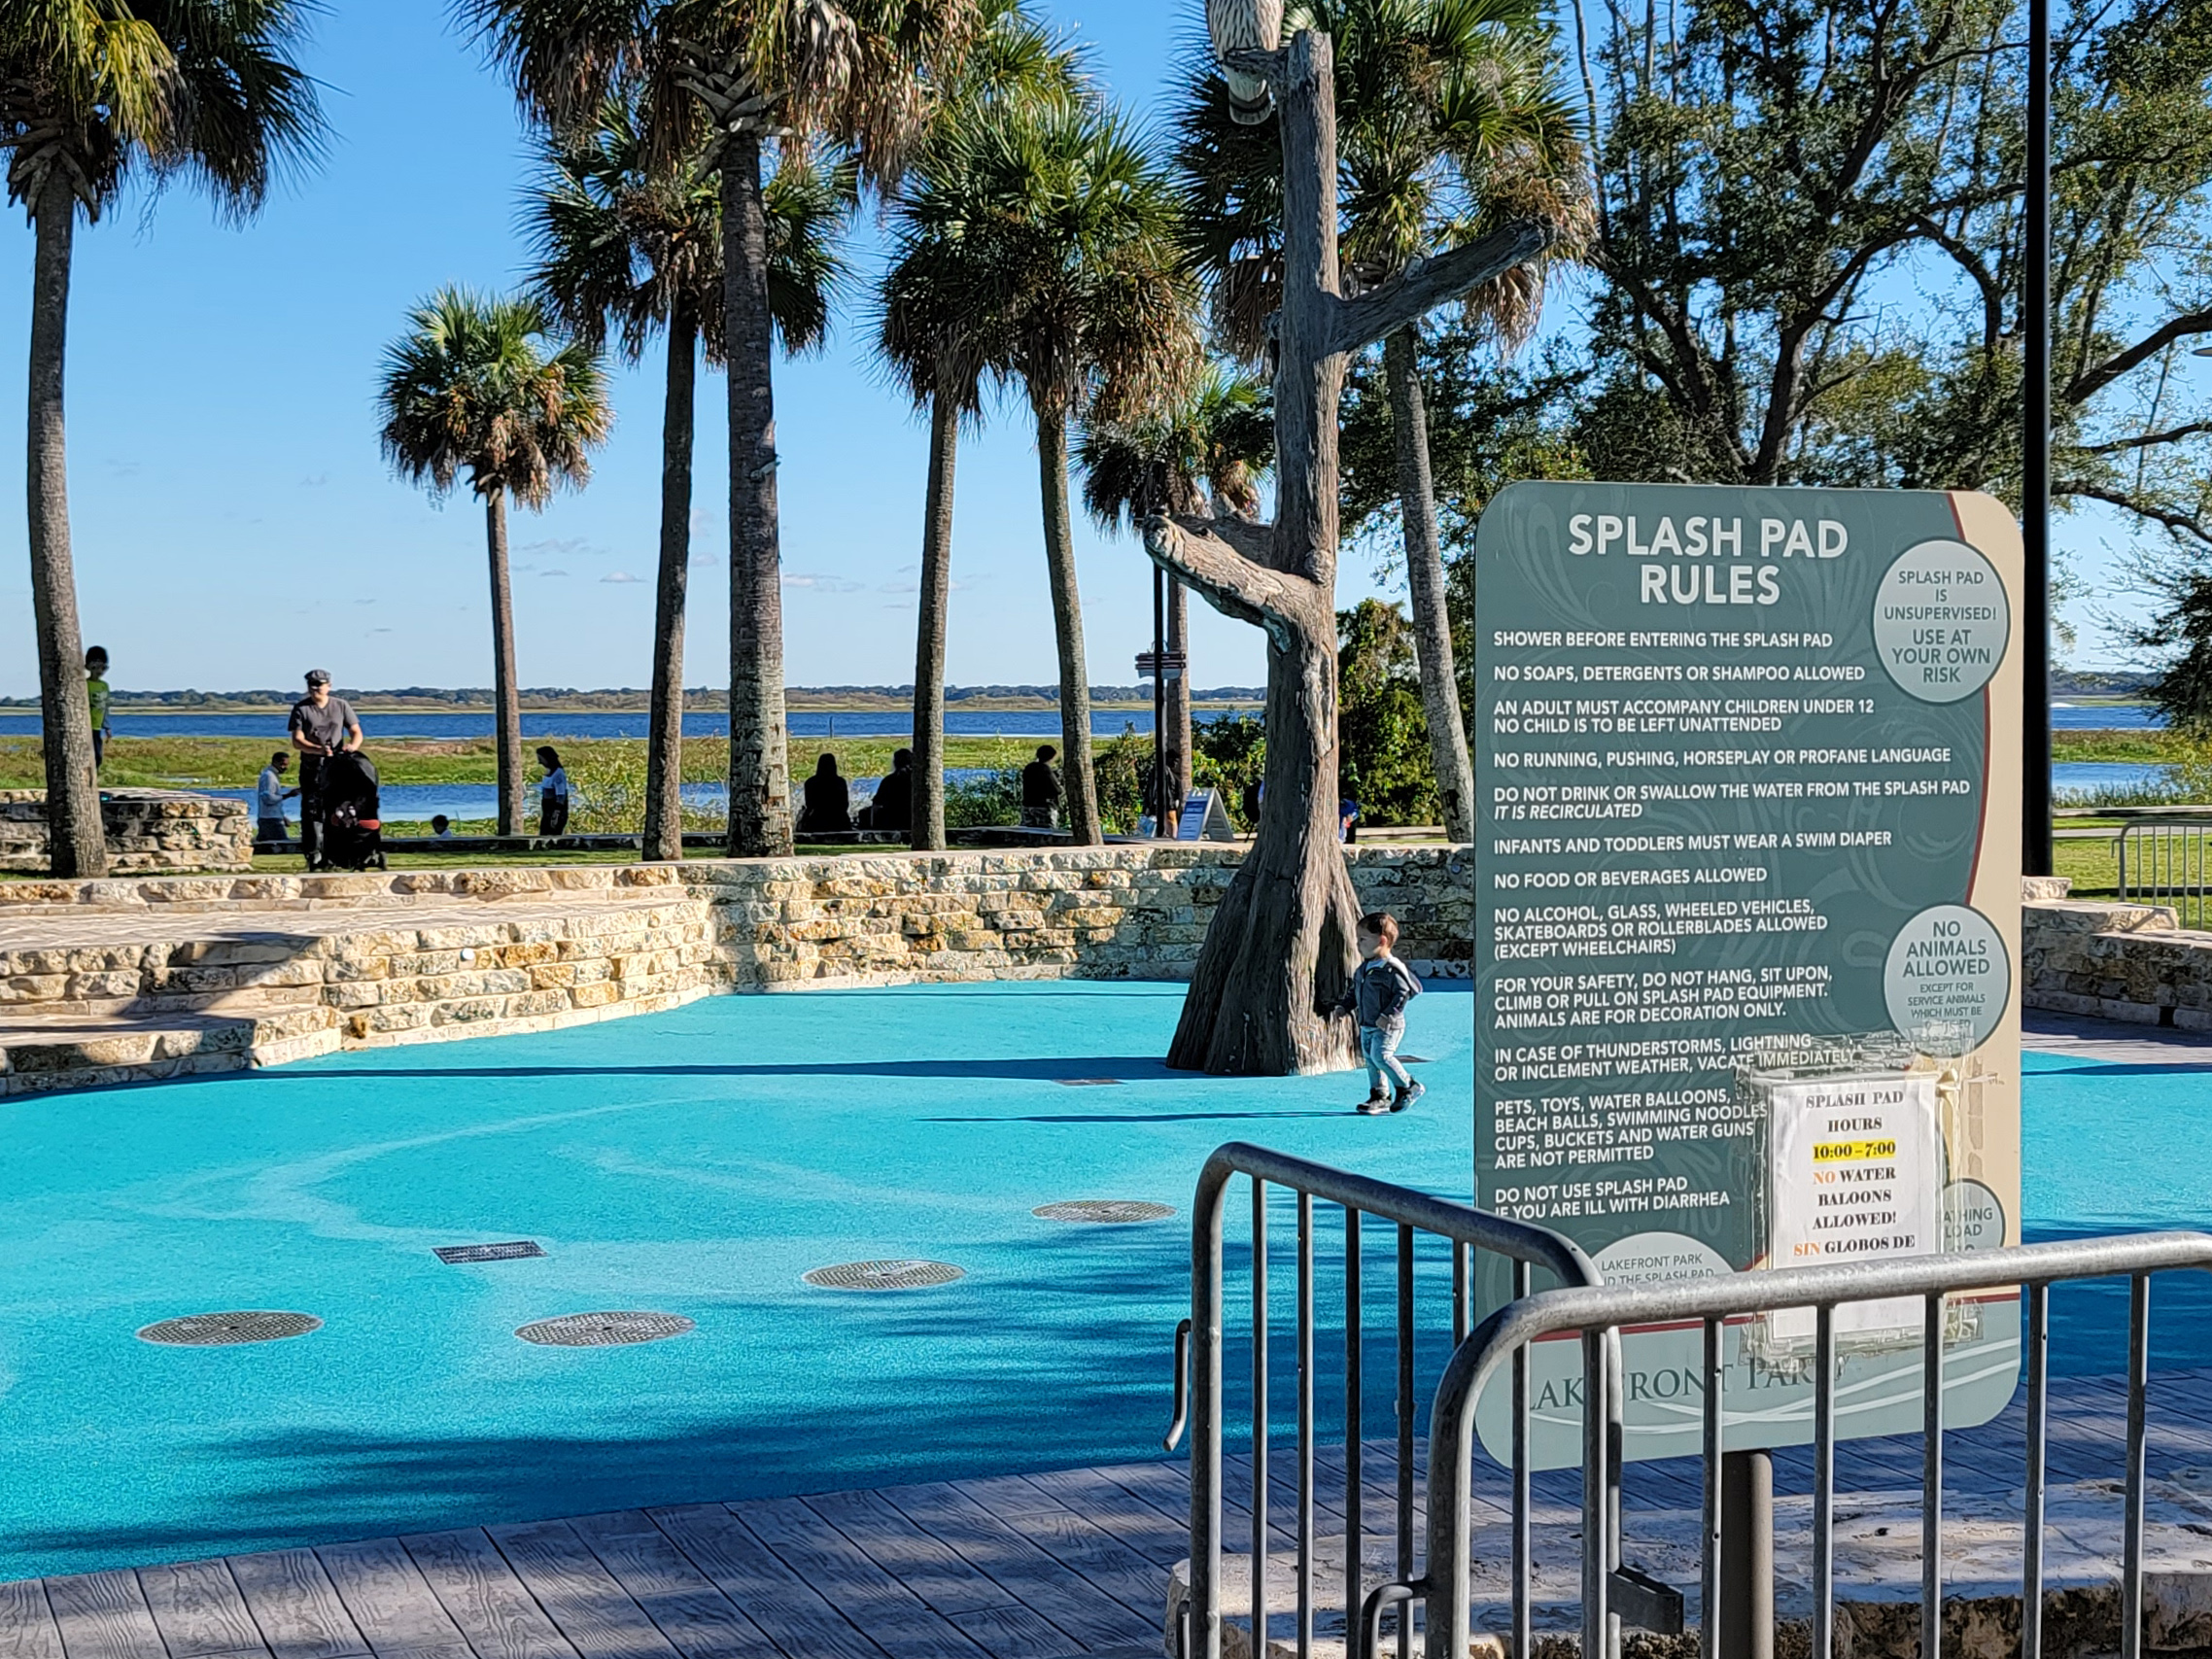 SPLASH PAD
RULES
SPLASH PAD
IS
UNSUPERVISED!
USE AT
YOUR OWN
RISK
SHOWER BEFORE ENTERING THE SPLASH PAD
NO SOAPS, DETERGENTS OR SHAMPOO ALLOWED
AN ADULT MUST ACCOMPANY CHILDREN UNDER 12
NO CHILD IS TO BE LEFT UNATTENDED
NO RUNNING, PUSHING, HORSEPLAY OR PROFANE LANGUAGE
DO NOT DRINK OR SWALLOW THE WATER FROM THE SPLASH PAD
IT IS RECIRCULATED
INFANTS AND TODDLERS MUST WEAR A SWIM DIAPER
NO FOOD OR BEVERAGES ALLOWED
NO ALCOHOL, GLASS, WHEELED VEHICLES,
SKATEBOARDS OR ROLLERBLADES ALLOWED
(EXCEPT WHEELCHAIRS)
NO
ANIMALS
ALLOWED
EXCEPT FOR
SERVICE ANIMALS
WHICH MUST BE
FOR YOUR SAFETY, DO NOT HANG, SIT UPON,
CLIMB OR PULL ON SPLASH PAD EQUIPMENT.
ANIMALS ARE FOR DECORATION ONLY.
IN CASE OF THUNDERSTORMS, LIGHTNING
OR INCLEMENT WEATHER, VACATE IMMEDIATELY
PETS, TOYS, WATER BALLOONS,
BEACH BALLS, SWIMMING NOODLES
CUPS, BUCKETS AND WATER GUNS
ARE NOT PERMITTED
DO NOT USE SPLASH PAD
IF YOU ARE ILL WITH DIARRHEA
SPLASH PAD
HOURS
10:00 – 7:00
NO WATER
BALOONS
ALLOWED!
SIN GLOBOS DE
ATHING
LOAD
LAKEFRONT PARK
THE SPLASH PAD
LAKEFRONT PARK